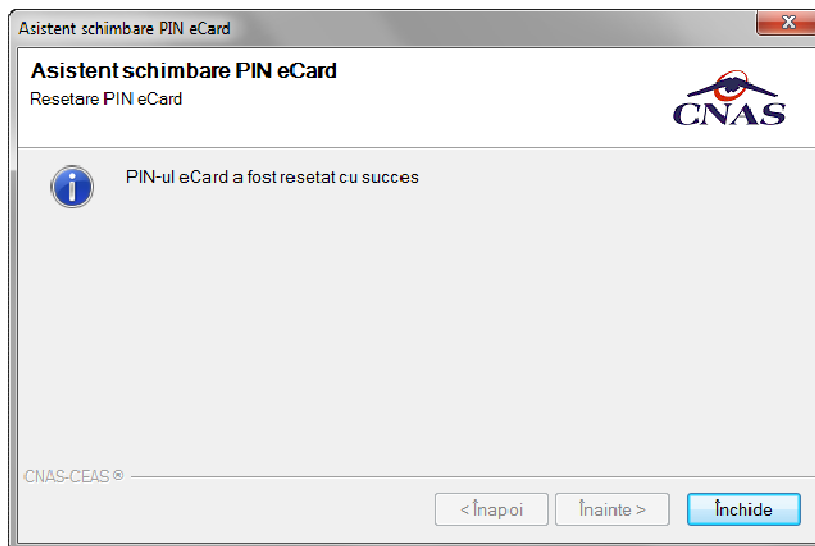 Asistent schimbare PIN eCard
Asistent schimbare PIN eCard
Resetare PIN eCard
CNAS
PIN-ul eCard a fost resetat cu succes
CNAS-CEAS ®
< Înapoi
Înainte >
Închide